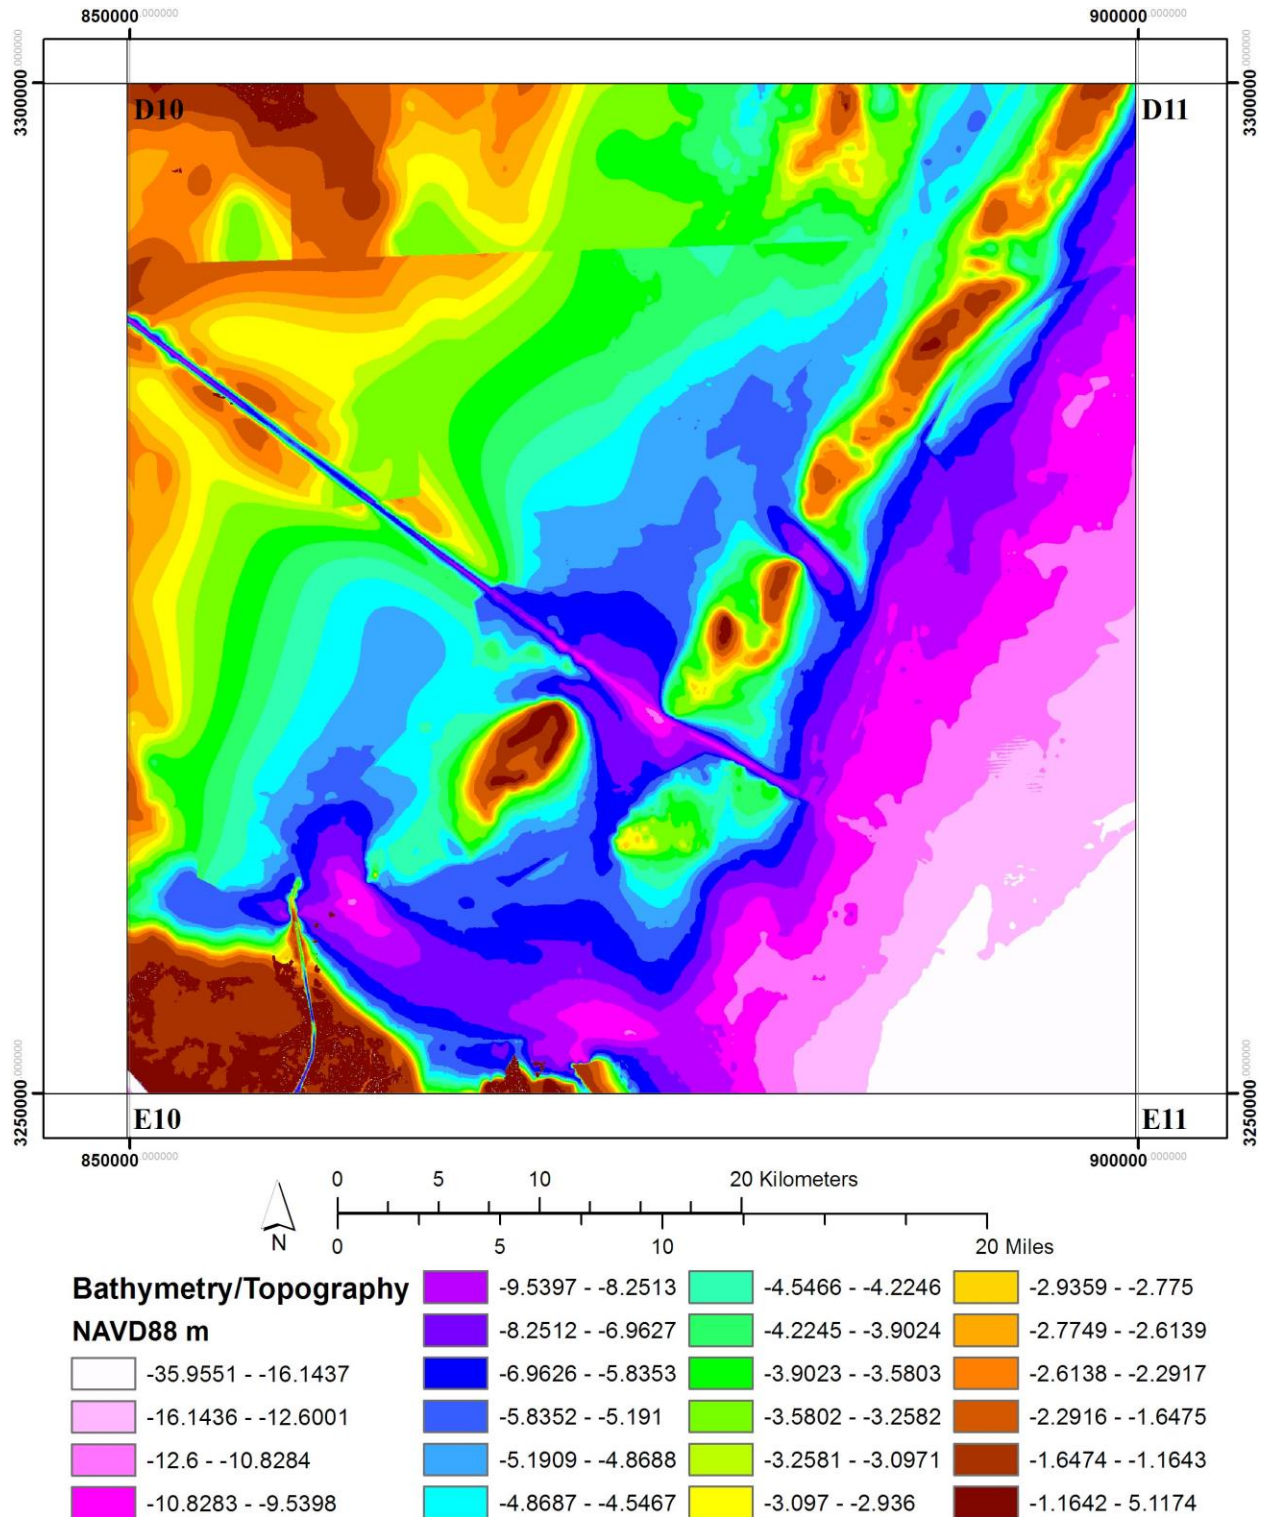 850000.000000 900000.000000
3300000.000000 3300000.000000
D10 D11
3250000.000000 3250000.000000
E10 E11
850000.000000 900000.000000
0 5 10 20 Kilometers
N
0 5 10 20 Miles
Bathymetry/Topography
NAVD88 m
-35.9551 - -16.1437
-16.1436 - -12.6001
-12.6 - -10.8284
-10.8283 - -9.5398
-9.5397 - -8.2513
-8.2512 - -6.9627
-6.9626 - -5.8353
-5.8352 - -5.191
-5.1909 - -4.8688
-4.8687 - -4.5467
-4.5466 - -4.2246
-4.2245 - -3.9024
-3.9023 - -3.5803
-3.5802 - -3.2582
-3.2581 - -3.0971
-3.097 - -2.936
-2.9359 - -2.775
-2.7749 - -2.6139
-2.6138 - -2.2917
-2.2916 - -1.6475
-1.6474 - -1.1643
-1.1642 - 5.1174